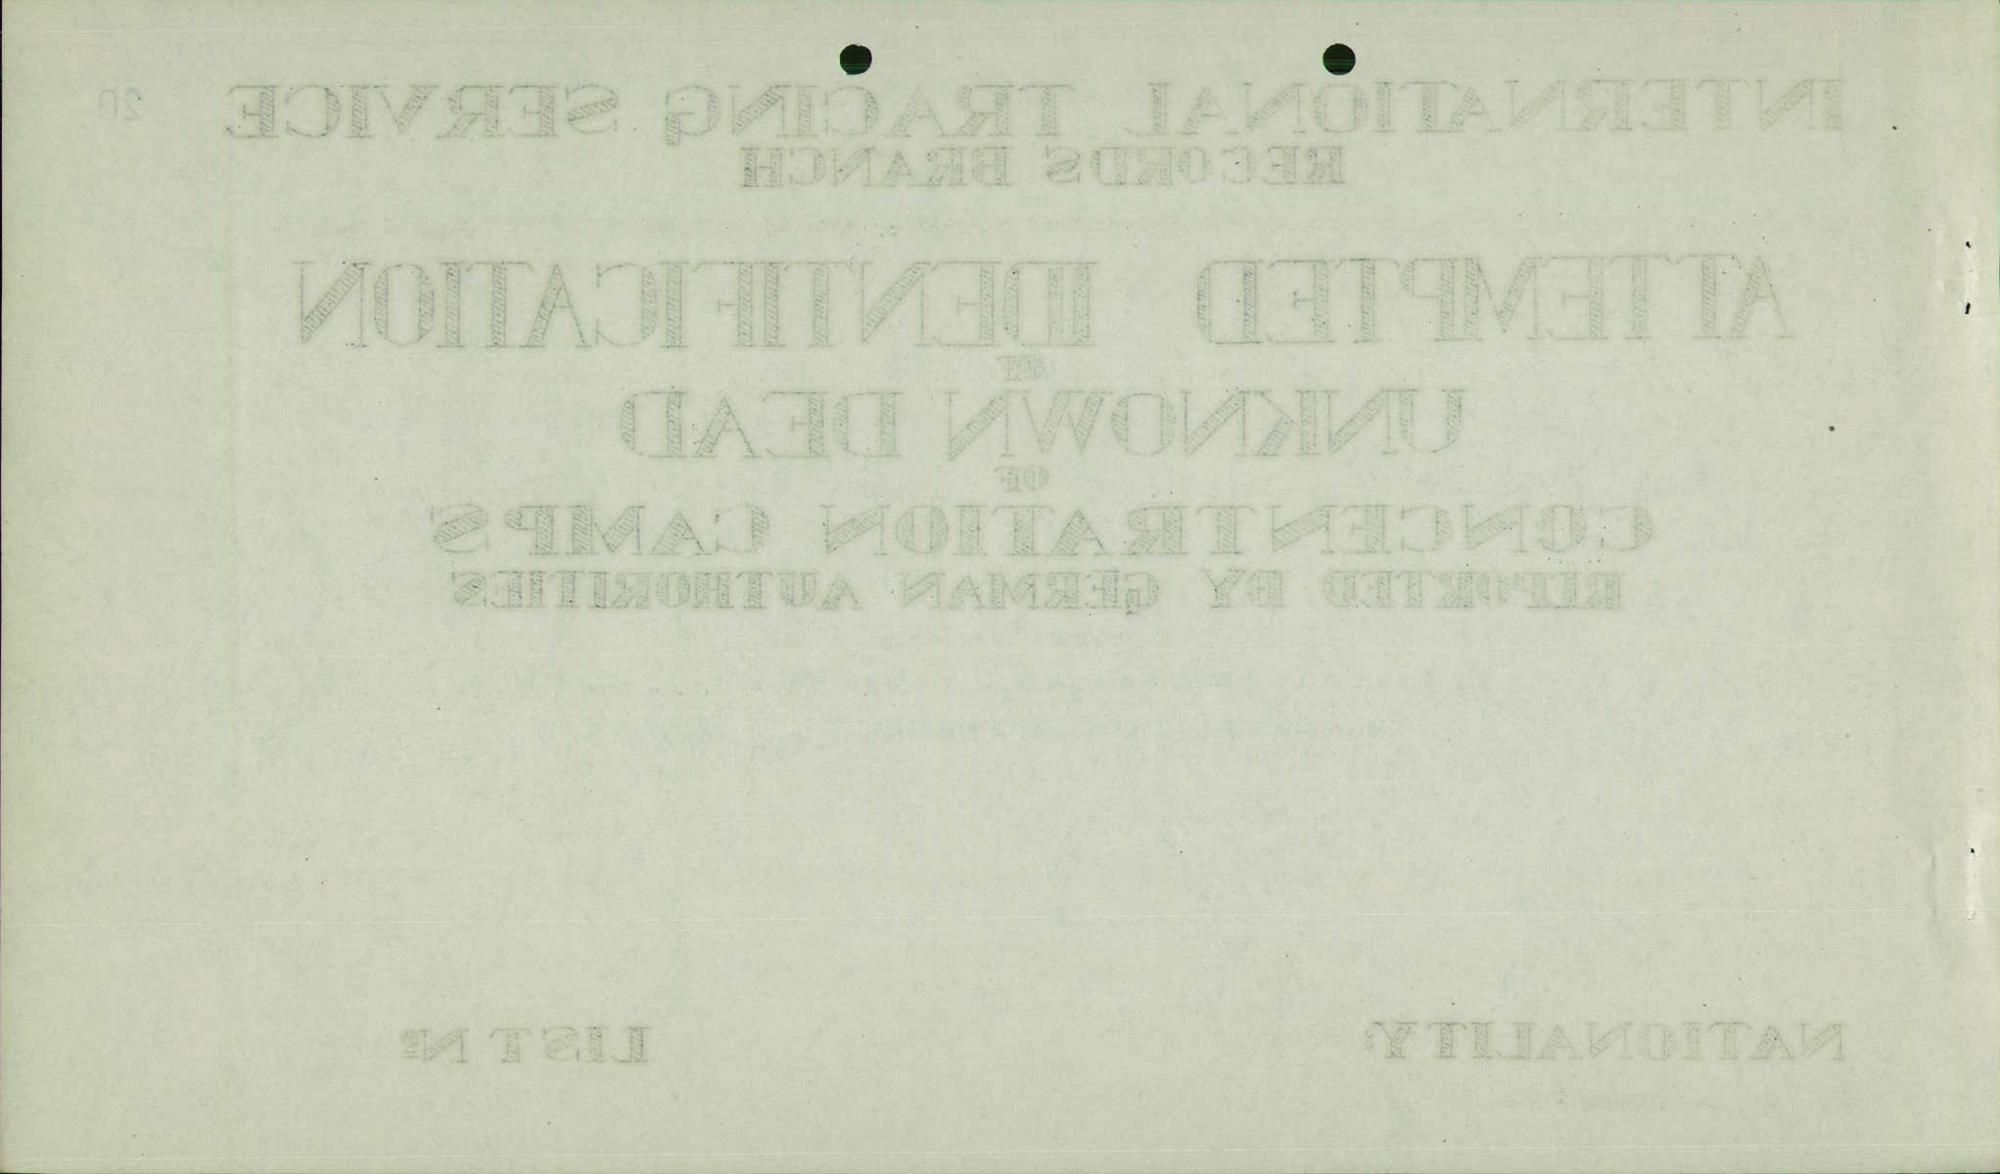 INTERNATIONAL TRACING SERVICE 20
RECORDS BRANCH
ATTEMPTED IDENTIFICATION
OF
UNKNOWN DEAD
OF
CONCENTRATION CAMPS
REPORTED BY GERMAN AUTHORITIES
NATIONALITY: LIST Nº